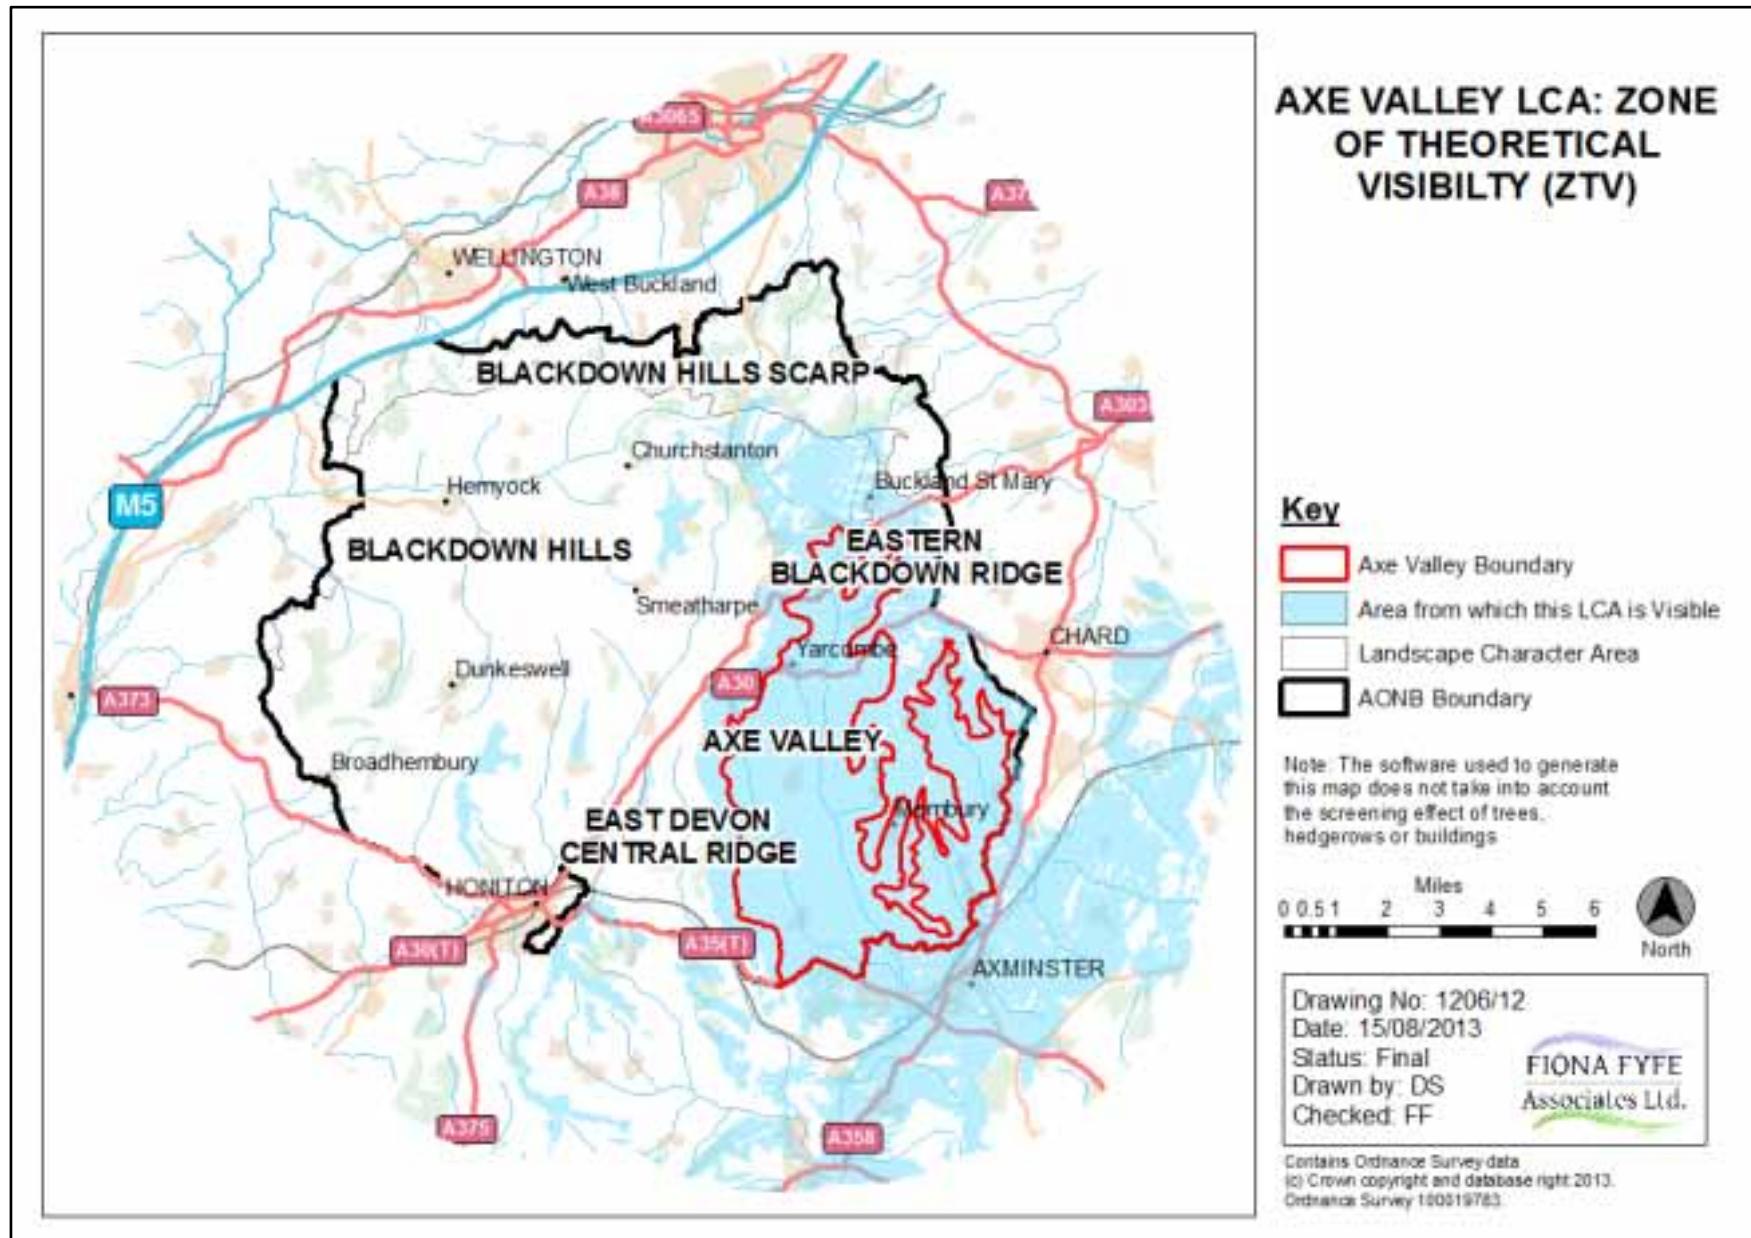 AXE VALLEY LCA: ZONE
OF THEORETICAL
VISIBILTY (ZTV)
A3065
A38
WELLINGTON
West Buckland
BLACKDOWN HILLS SCARP
A303
Churchstanton
Hemyock
Buckland St Mary
M5
BLACKDOWN HILLS
EASTERN
BLACKDOWN RIDGE
Smeatharpe
CHARD
Yarcombe
Dunkeswell
A30
A373
AXE VALLEY
Broadhembury
EAST DEVON
CENTRAL RIDGE
HONITON
A30(T)
A35(T)
AXMINSTER
A375
A358
Key
Axe Valley Boundary
Area from which this LCA is Visible
Landscape Character Area
AONB Boundary
Note: The software used to generate
this map does not take into account
the screening effect of trees,
hedgerows or buildings
Miles
0 0.5 1 2 3 4 5 6
North
Drawing No: 1206/12
Date: 15/08/2013
Status: Final
Drawn by: DS
Checked: FF
FIONA FYFE
Associates Ltd.
Contains Ordnance Survey data
(c) Crown copyright and database right 2013.
Ordnance Survey 100019783.